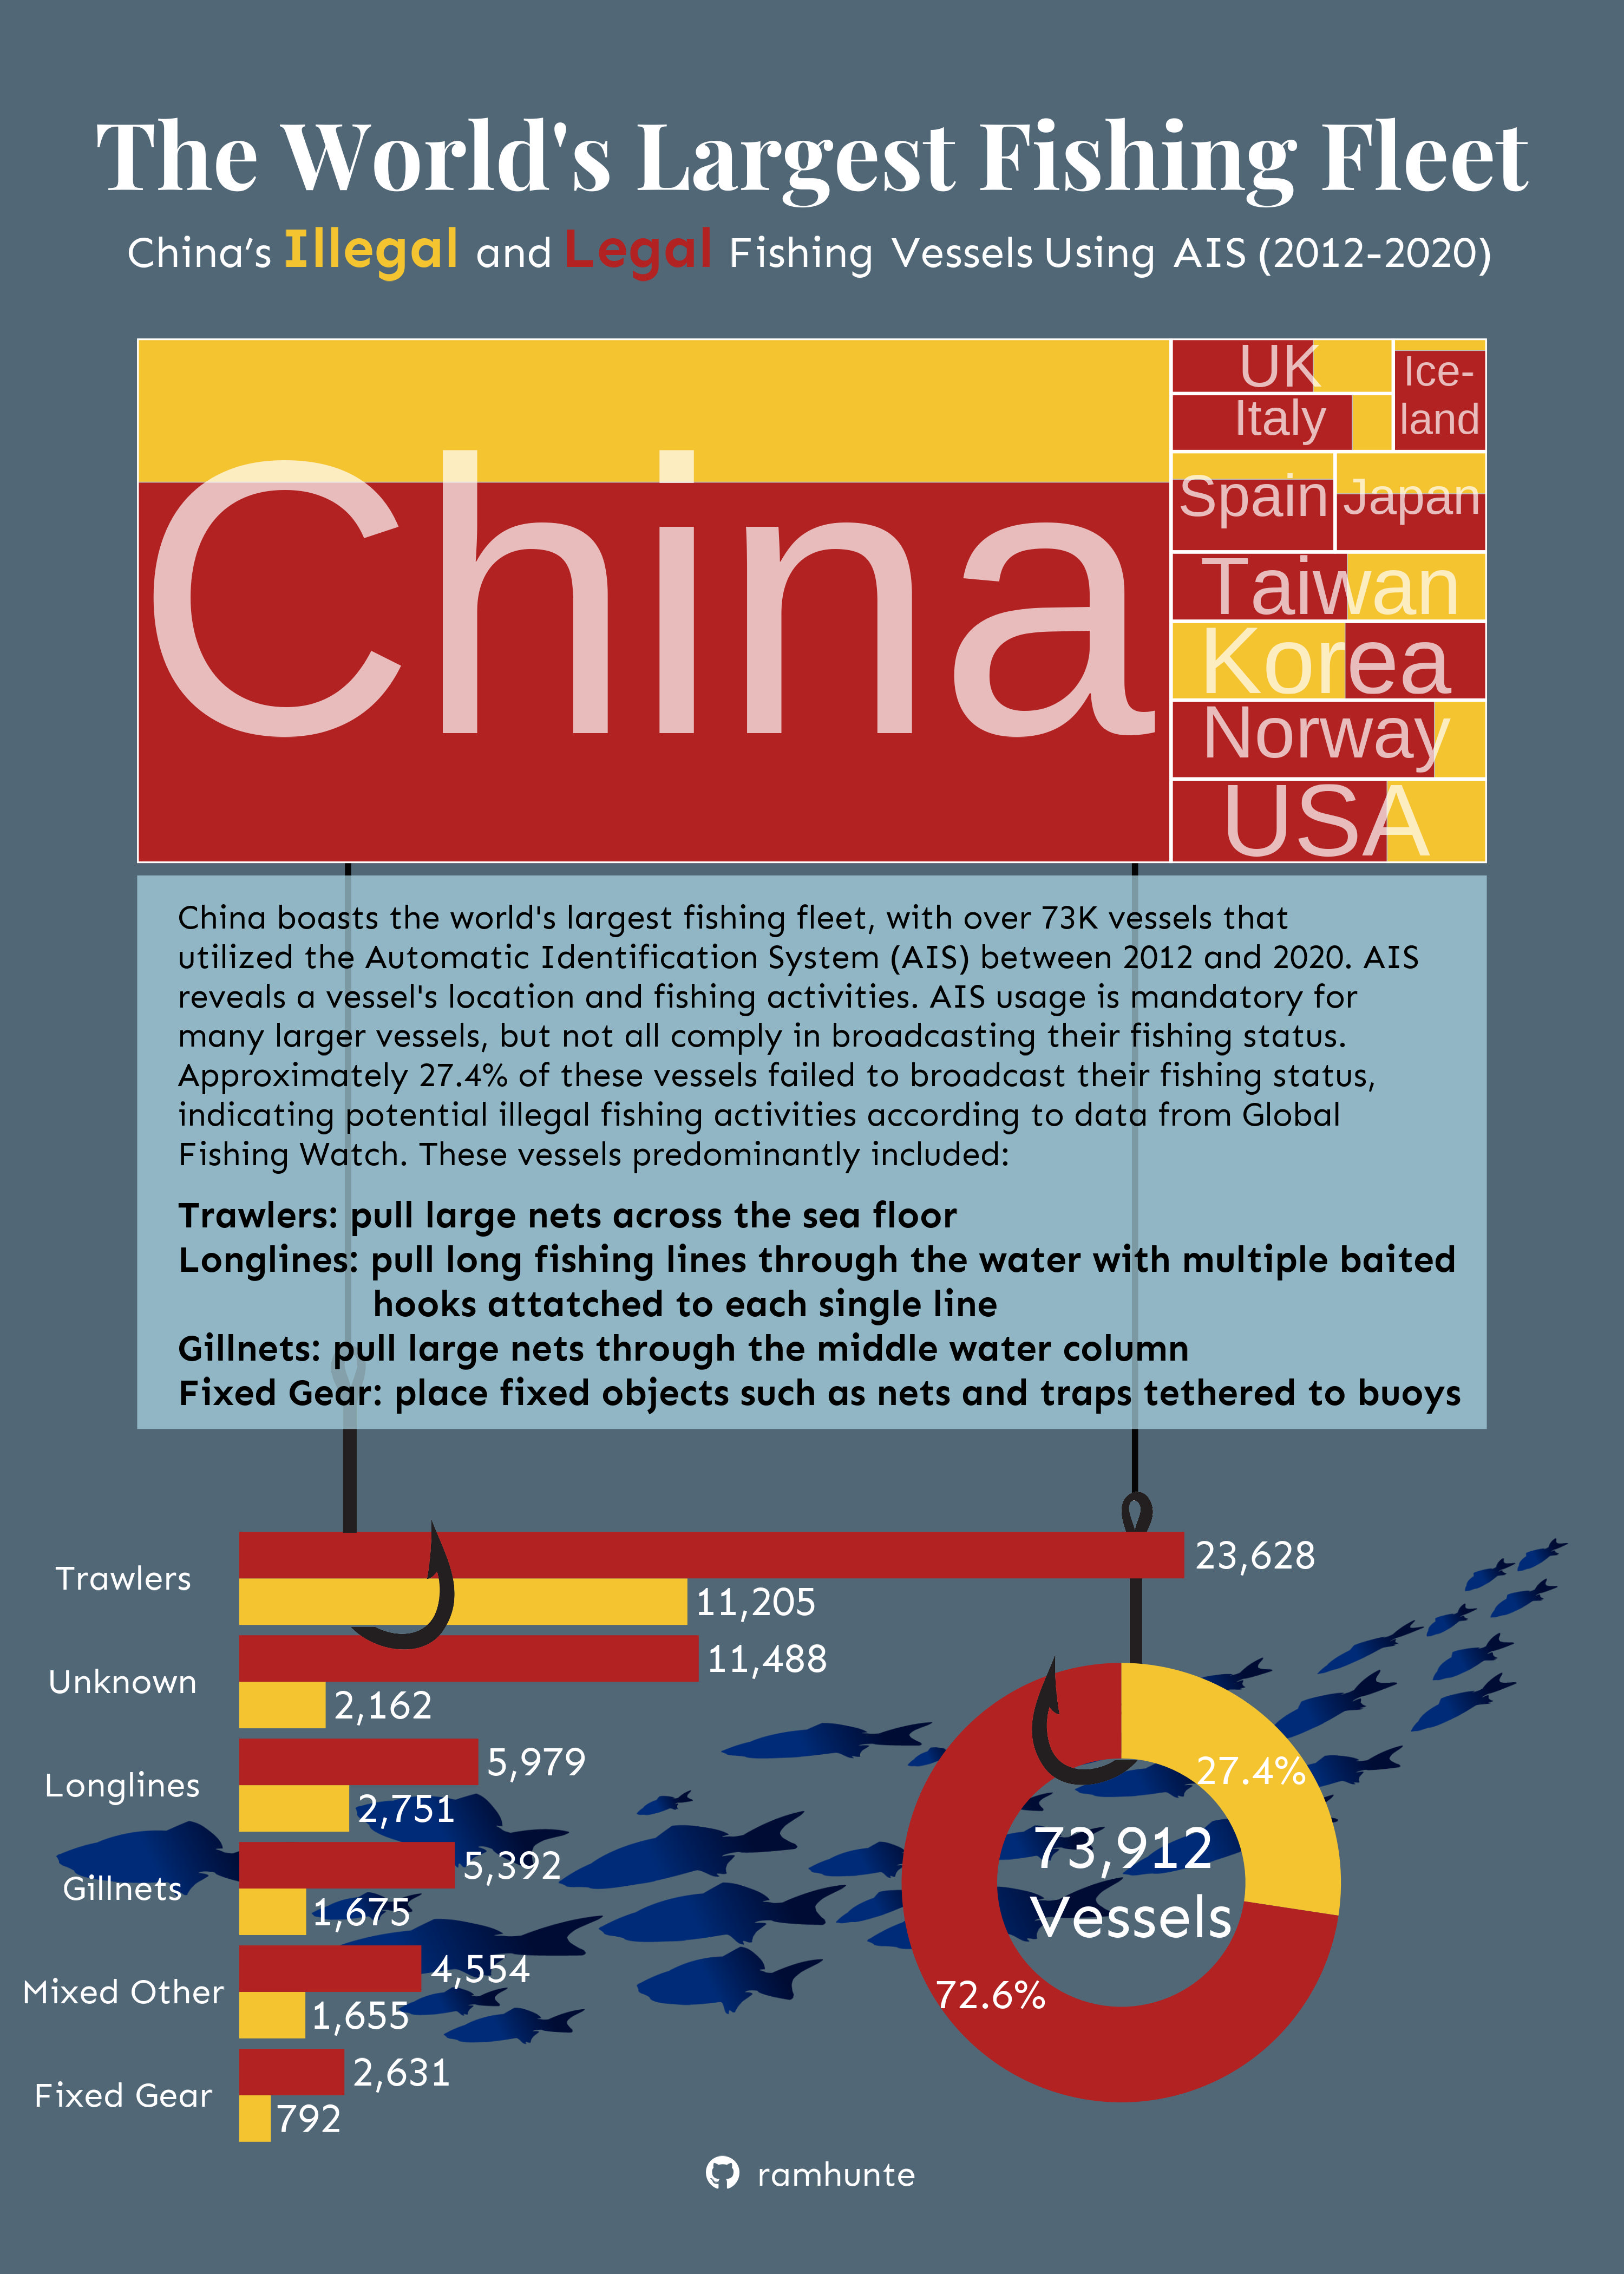 The World's Largest Fishing Fleet
China’s Illegal and Legal Fishing Vessels Using AIS (2012-2020)
China
UK
Italy
Ice-
land
Spain
Japan
Taiwan
Korea
Norway
USA
China boasts the world's largest fishing fleet, with over 73K vessels that
utilized the Automatic Identification System (AIS) between 2012 and 2020. AIS
reveals a vessel's location and fishing activities. AIS usage is mandatory for
many larger vessels, but not all comply in broadcasting their fishing status.
Approximately 27.4% of these vessels failed to broadcast their fishing status,
indicating potential illegal fishing activities according to data from Global
Fishing Watch. These vessels predominantly included:
Trawlers: pull large nets across the sea floor
Longlines: pull long fishing lines through the water with multiple baited
hooks attatched to each single line
Gillnets: pull large nets through the middle water column
Fixed Gear: place fixed objects such as nets and traps tethered to buoys
Trawlers
23,628
11,205
Unknown
11,488
2,162
Longlines
5,979
2,751
Gillnets
5,392
1,675
Mixed Other
4,554
1,655
Fixed Gear
2,631
792
27.4%
73,912
Vessels
72.6%
ramhunte